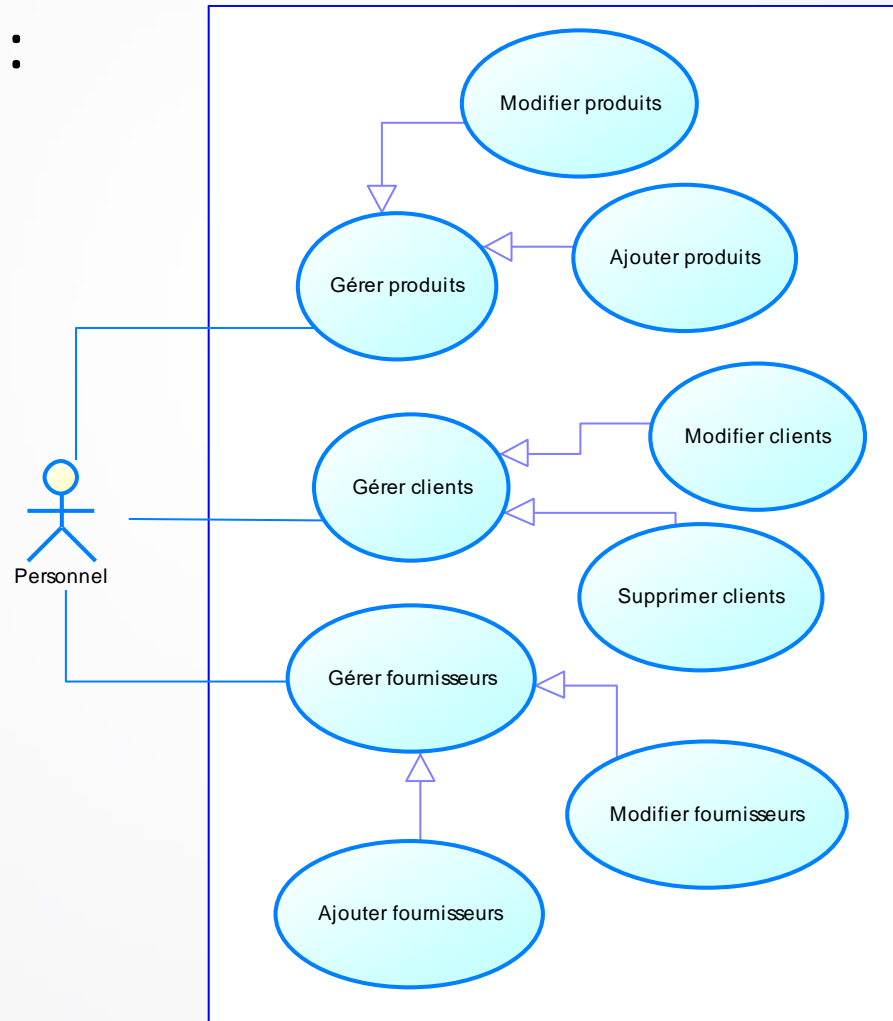 :
Modifier produits
Ajouter produits
Gérer produits
Modifier clients
Gérer clients
Personnel
Supprimer clients
Gérer fournisseurs
Modifier fournisseurs
Ajouter fournisseurs